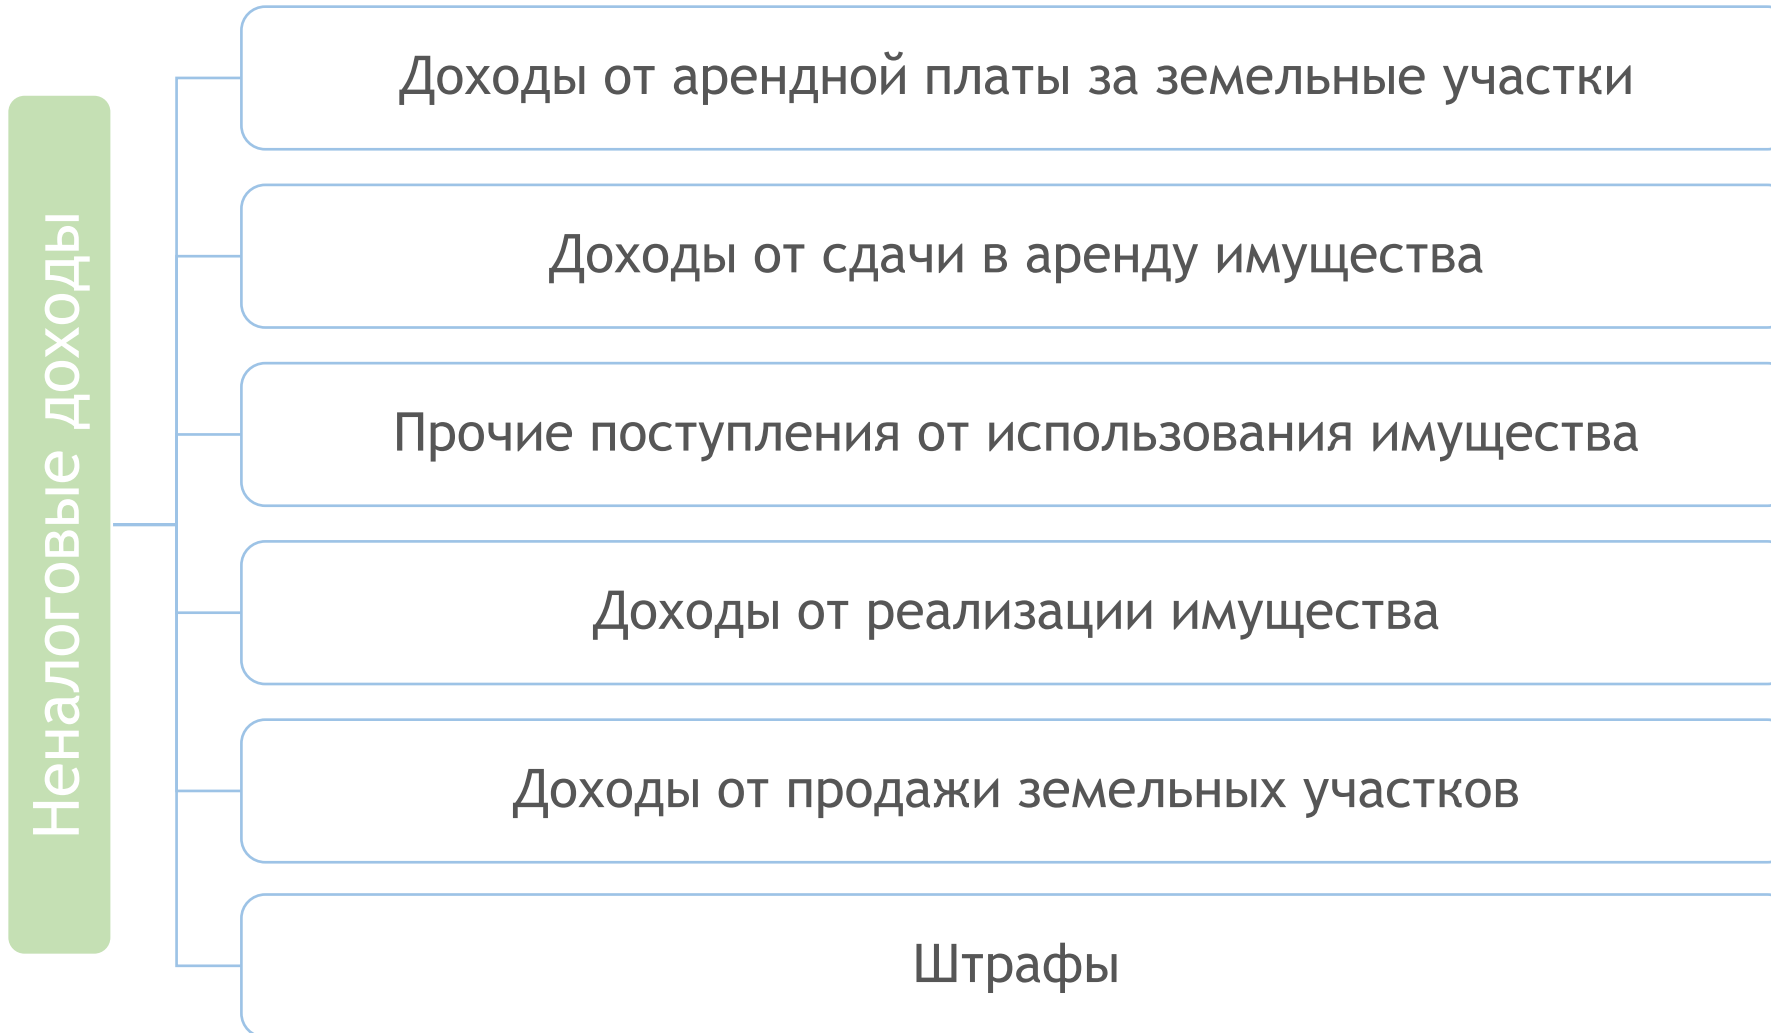 Неналоговые доходы
Доходы от арендной платы за земельные участки
Доходы от сдачи в аренду имущества
Прочие поступления от использования имущества
Доходы от реализации имущества
Доходы от продажи земельных участков
Штрафы